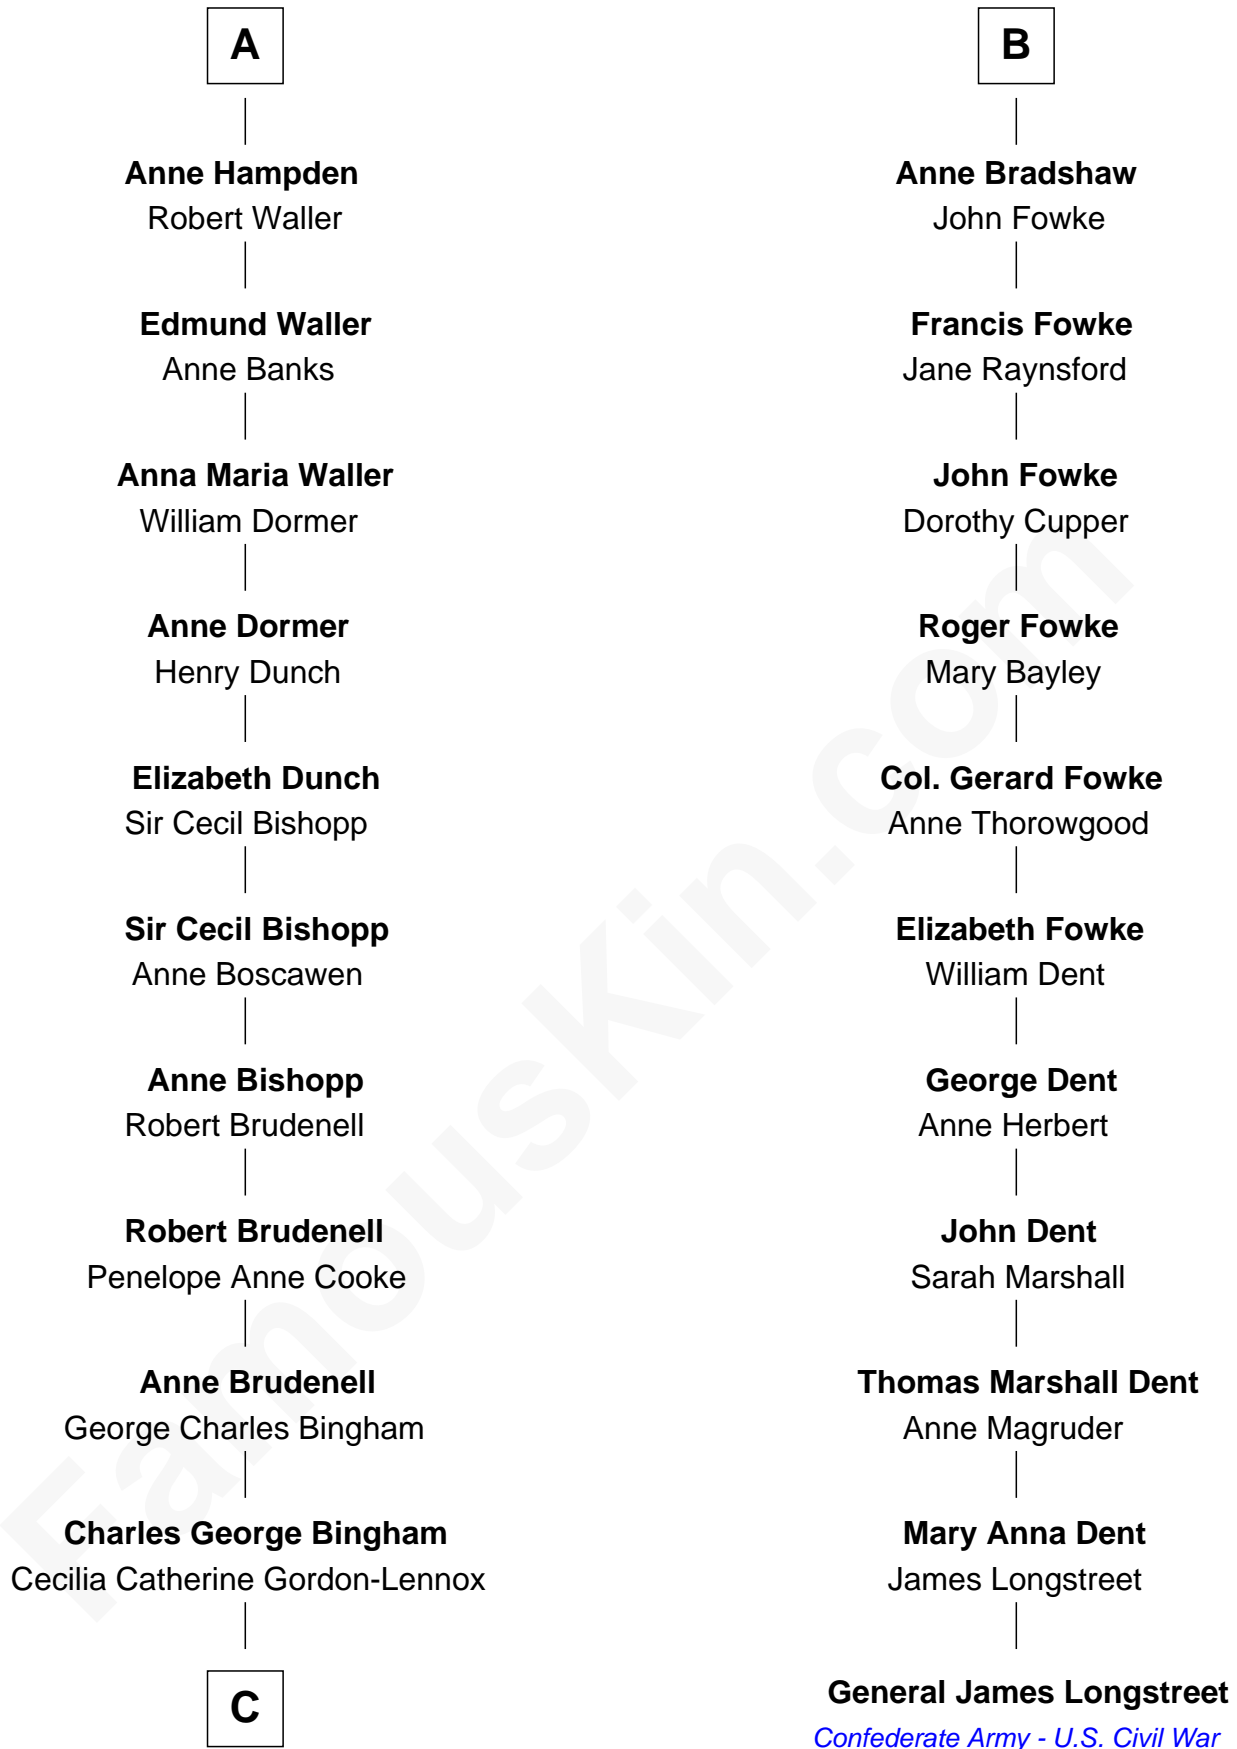 A
Anne Hampden
Robert Waller
Edmund Waller
Anne Banks
Anna Maria Waller
William Dormer
Anne Dormer
Henry Dunch
Elizabeth Dunch
Sir Cecil Bishopp
Sir Cecil Bishopp
Anne Boscawen
Anne Bishopp
Robert Brudenell
Robert Brudenell
Penelope Anne Cooke
Anne Brudenell
George Charles Bingham
Charles George Bingham
Cecilia Catherine Gordon-Lennox
C
B
Anne Bradshaw
John Fowke
Francis Fowke
Jane Raynsford
John Fowke
Dorothy Cupper
Roger Fowke
Mary Bayley
Col. Gerard Fowke
Anne Thorowgood
Elizabeth Fowke
William Dent
George Dent
Anne Herbert
John Dent
Sarah Marshall
Thomas Marshall Dent
Anne Magruder
Mary Anna Dent
James Longstreet
General James Longstreet
Confederate Army - U.S. Civil War
FamousKin.com